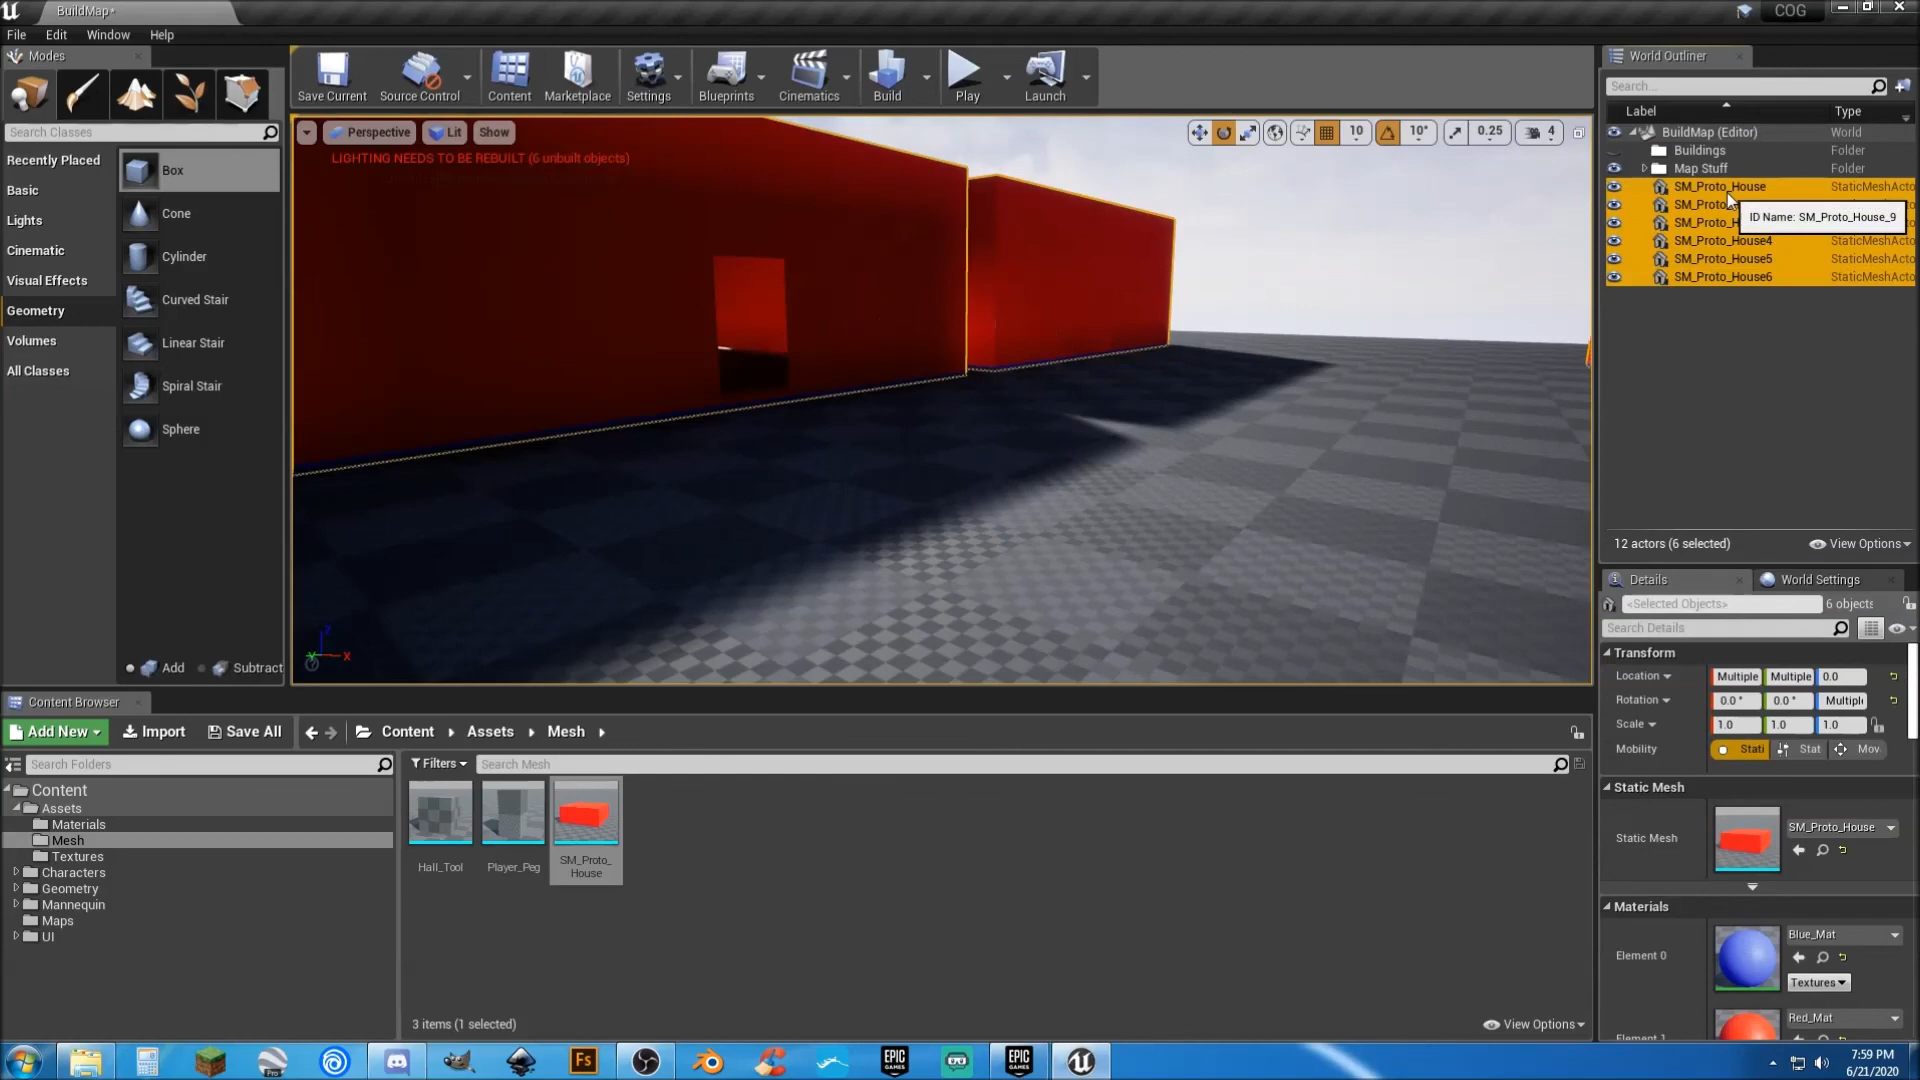 BuildMap*
COG
File Edit Window Help
Modes
World Outliner
Save Current Source Control Content Marketplace Settings Blueprints Cinematics Build Play Launch
Search...
Label Type
Search Classes
Perspective Lit Show
10 10° 0.25 4
LIGHTING NEEDS TO BE REBUILT (6 unbuilt objects)
BuildMap (Editor) World
Buildings Folder
Map Stuff Folder
SM_Proto_House StaticMeshActo
SM_Proto_
ID Name: SM_Proto_House_9
SM_Proto_H
SM_Proto_House4 StaticMeshActo
SM_Proto_House5 StaticMeshActo
SM_Proto_House6 StaticMeshActo
Recently Placed
Basic
Lights
Cinematic
Visual Effects
Geometry
Volumes
All Classes
Box
Cone
Cylinder
Curved Stair
Linear Stair
Spiral Stair
Sphere
Add Subtract
Z
Y X
12 actors (6 selected) View Options
Details World Settings
<Selected Objects> 6 objects
Search Details
Transform
Location Multiple Multiple 0.0
Rotation 0.0° 0.0° Multipl
Scale 1.0 1.0 1.0
Mobility Stati Stat Mov
Static Mesh
Static Mesh SM_Proto_House
Materials
Element 0 Blue_Mat
Textures
Red_Mat
Element 1
Content Browser
Add New Import Save All Content Assets Mesh
Search Folders
Filters Search Mesh
Content
Assets
Materials
Mesh
Textures
Characters
Geometry
Mannequin
Maps
UI
Hall_Tool Player_Peg SM_Proto_
House
3 items (1 selected) View Options
Pro
Fs
EPIC
GAMES
EPIC
GAMES
7:59 PM
6/21/2020